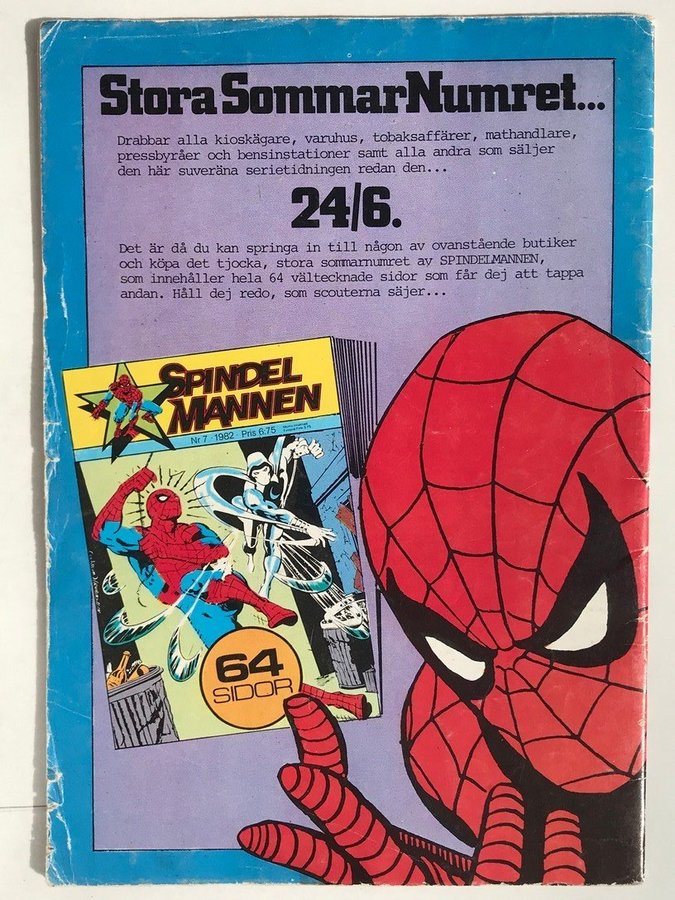 Stora SommarNumret...
Drabbar alla kioskägare, varuhus, tobaksaffärer, mathandlare,
pressbyråer och bensinstationer samt alla andra som säljer
den här suveräna serietidningen redan den...
24/6.
Det är då du kan springa in till någon av ovanstående butiker
och köpa det tjocka, stora sommarnumret av SPINDELMANNEN,
som innehåller hela 64 vältecknade sidor som får dej att tappa
andan. Håll dej redo, som scouterna säjer...
SPINDEL
MANNEN
Nr 7 · 1982 Pris 6.75
64
SIDOR